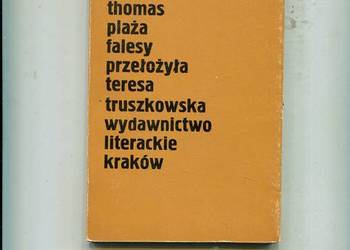 thomas
plaża
falesy
przełożyła
teresa
truszkowska
wydawnictwo
literackie
kraków